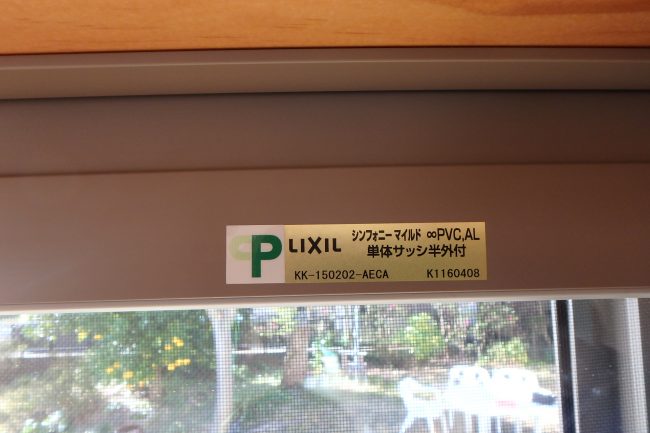 LIXIL シンフォニーマイルド ∞PVC,AL
単体サッシ半外付
KK-150202-AECA K1160408